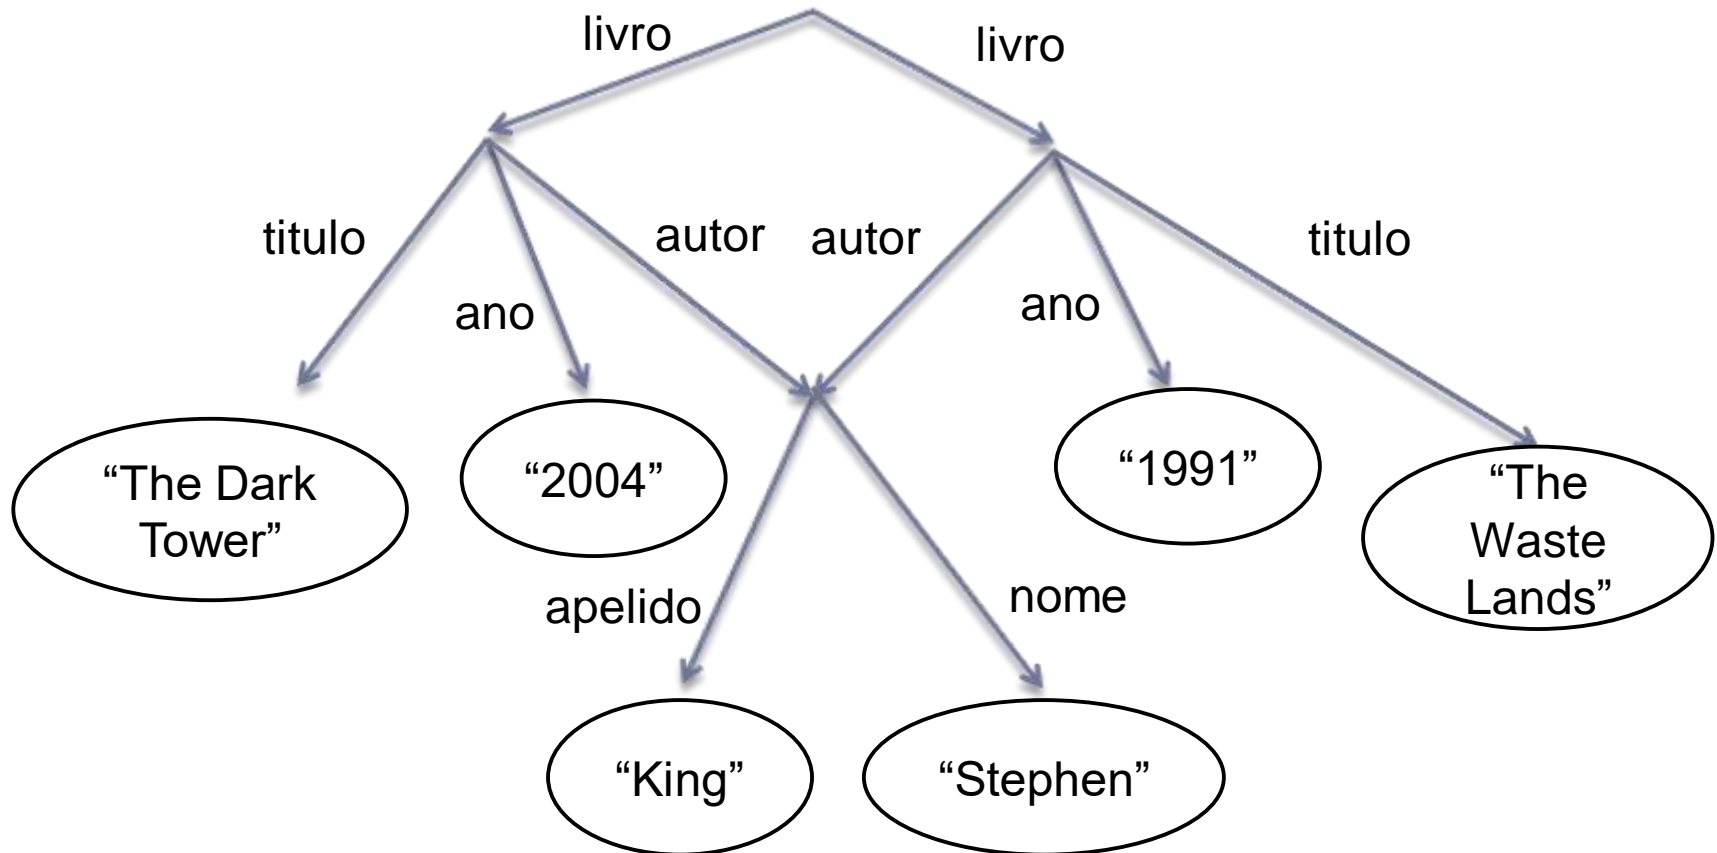 livro
livro
titulo
autor
autor
titulo
ano
ano
“The Dark
Tower”
“2004”
“1991”
“The
Waste
Lands”
apelido
nome
“King”
“Stephen”